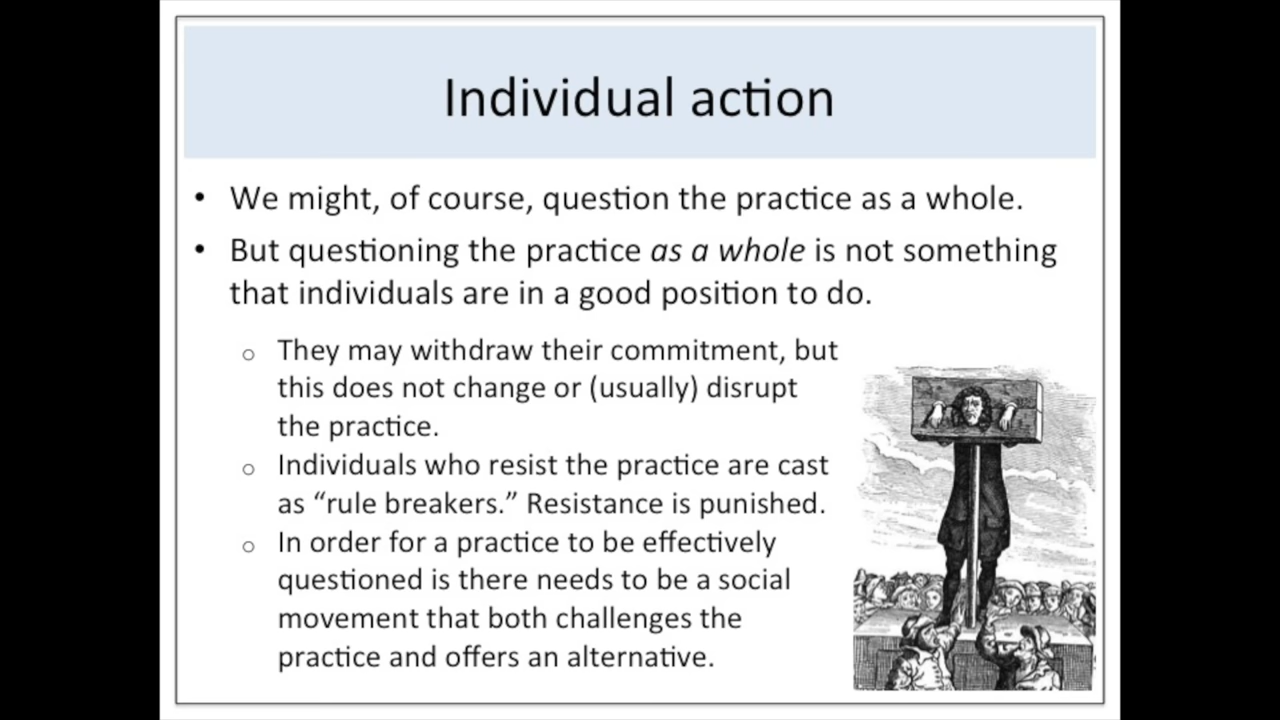 Individual action
• We might, of course, question the practice as a whole.
• But questioning the practice as a whole is not something
that individuals are in a good position to do.
o They may withdraw their commitment, but
this does not change or (usually) disrupt
the practice.
o Individuals who resist the practice are cast
as “rule breakers.” Resistance is punished.
o In order for a practice to be effectively
questioned is there needs to be a social
movement that both challenges the
practice and offers an alternative.